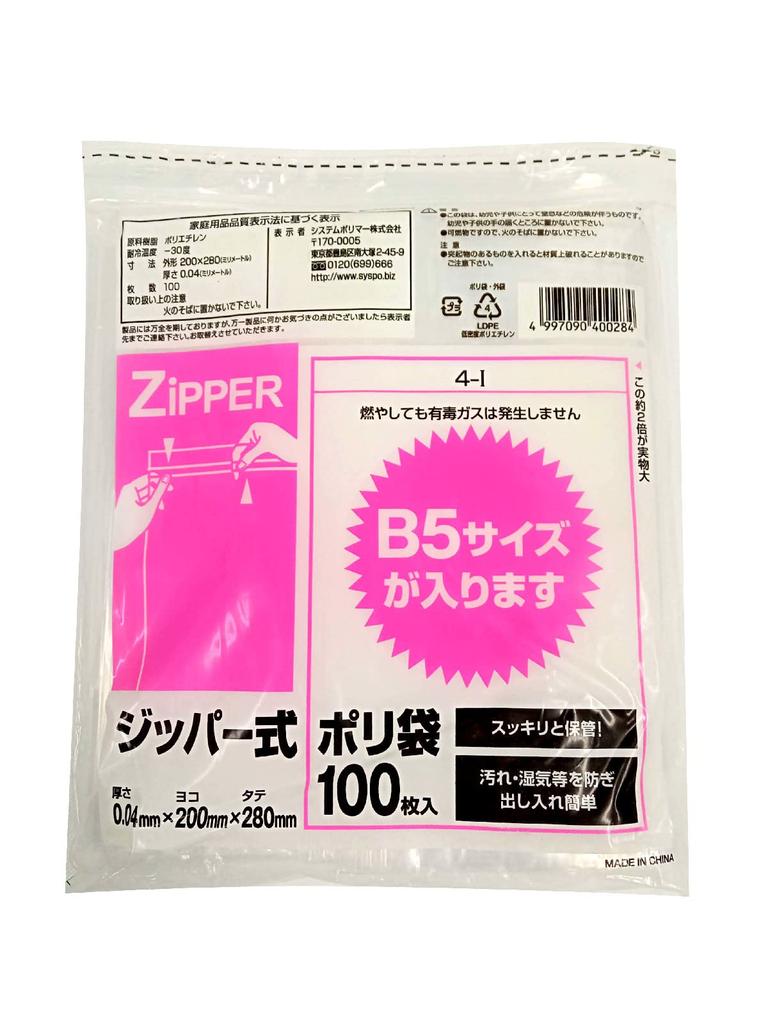 家庭用品品質表示法に基づく表示
原料樹脂 ポリエチレン
耐冷温度 −30度
寸法 外形 200×280(ミリメートル)
厚さ 0.04(ミリメートル)
枚数 100
取り扱い上の注意
火のそばに置かないで下さい。
表示者 システムポリマー株式会社
〒170-0005
東京都豊島区南大塚2-45-9
0120(699)666
http://www.syspo.biz
製品には万全を期しておりますが、万一製品に何かお気づきの点がございましたら表示者
先までご連絡下さい。お取替えさせていただきます。
●この袋は、幼児や子供にとって窒息などの危険が伴うものです。
幼児や子供の手の届くところに置かないで下さい。
●可燃物ですので、火のそばに置かないで下さい。
注意
●突起物のあるものを入れると材質上破れることがありますので
ご注意下さい。
ポリ袋・外袋
プラ
4
LDPE
低密度ポリエチレン
4 997090 400284
ZiPPER
4-I
燃やしても有毒ガスは発生しません
この約2倍が実物大
B5サイズ
が入ります
ジッパー式 ポリ袋
100枚入
スッキリと保管!
汚れ・湿気等を防ぎ
出し入れ簡単
厚さ ヨコ タテ
0.04mm×200mm×280mm
MADE IN CHINA